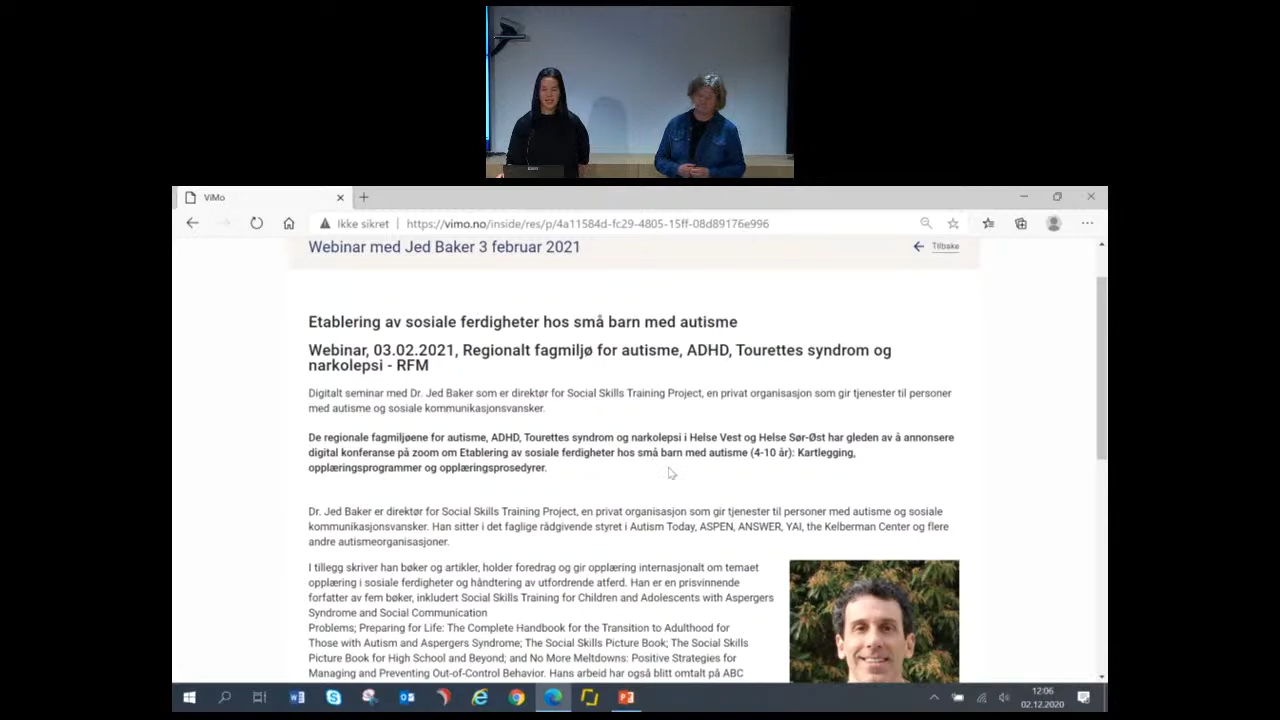 ViMo
Ikke sikret
https://vimo.no/inside/res/p/4a11584d-fc29-4805-15ff-08d89176e996
Webinar med Jed Baker 3 februar 2021
Tilbake
Etablering av sosiale ferdigheter hos små barn med autisme
Webinar, 03.02.2021, Regionalt fagmiljø for autisme, ADHD, Tourettes syndrom og
narkolepsi - RFM
Digitalt seminar med Dr. Jed Baker som er direktør for Social Skills Training Project, en privat organisasjon som gir tjenester til personer
med autisme og sosiale kommunikasjonsvansker.
De regionale fagmiljøene for autisme, ADHD, Tourettes syndrom og narkolepsi i Helse Vest og Helse Sør-Øst har gleden av å annonsere
digital konferanse på zoom om Etablering av sosiale ferdigheter hos små barn med autisme (4-10 år): Kartlegging,
opplæringsprogrammer og opplæringsprosedyrer.
Dr. Jed Baker er direktør for Social Skills Training Project, en privat organisasjon som gir tjenester til personer med autisme og sosiale
kommunikasjonsvansker. Han sitter i det faglige rådgivende styret i Autism Today, ASPEN, ANSWER, YAI, the Kelberman Center og flere
andre autismeorganisasjoner.
I tillegg skriver han bøker og artikler, holder foredrag og gir opplæring internasjonalt om temaet
opplæring i sosiale ferdigheter og håndtering av utfordrende atferd. Han er en prisvinnende
forfatter av fem bøker, inkludert Social Skills Training for Children and Adolescents with Aspergers
Syndrome and Social Communication
Problems; Preparing for Life: The Complete Handbook for the Transition to Adulthood for
Those with Autism and Aspergers Syndrome; The Social Skills Picture Book; The Social Skills
Picture Book for High School and Beyond; and No More Meltdowns: Positive Strategies for
Managing and Preventing Out-of-Control Behavior. Hans arbeid har også blitt omtalt på ABC
12:06
02.12.2020